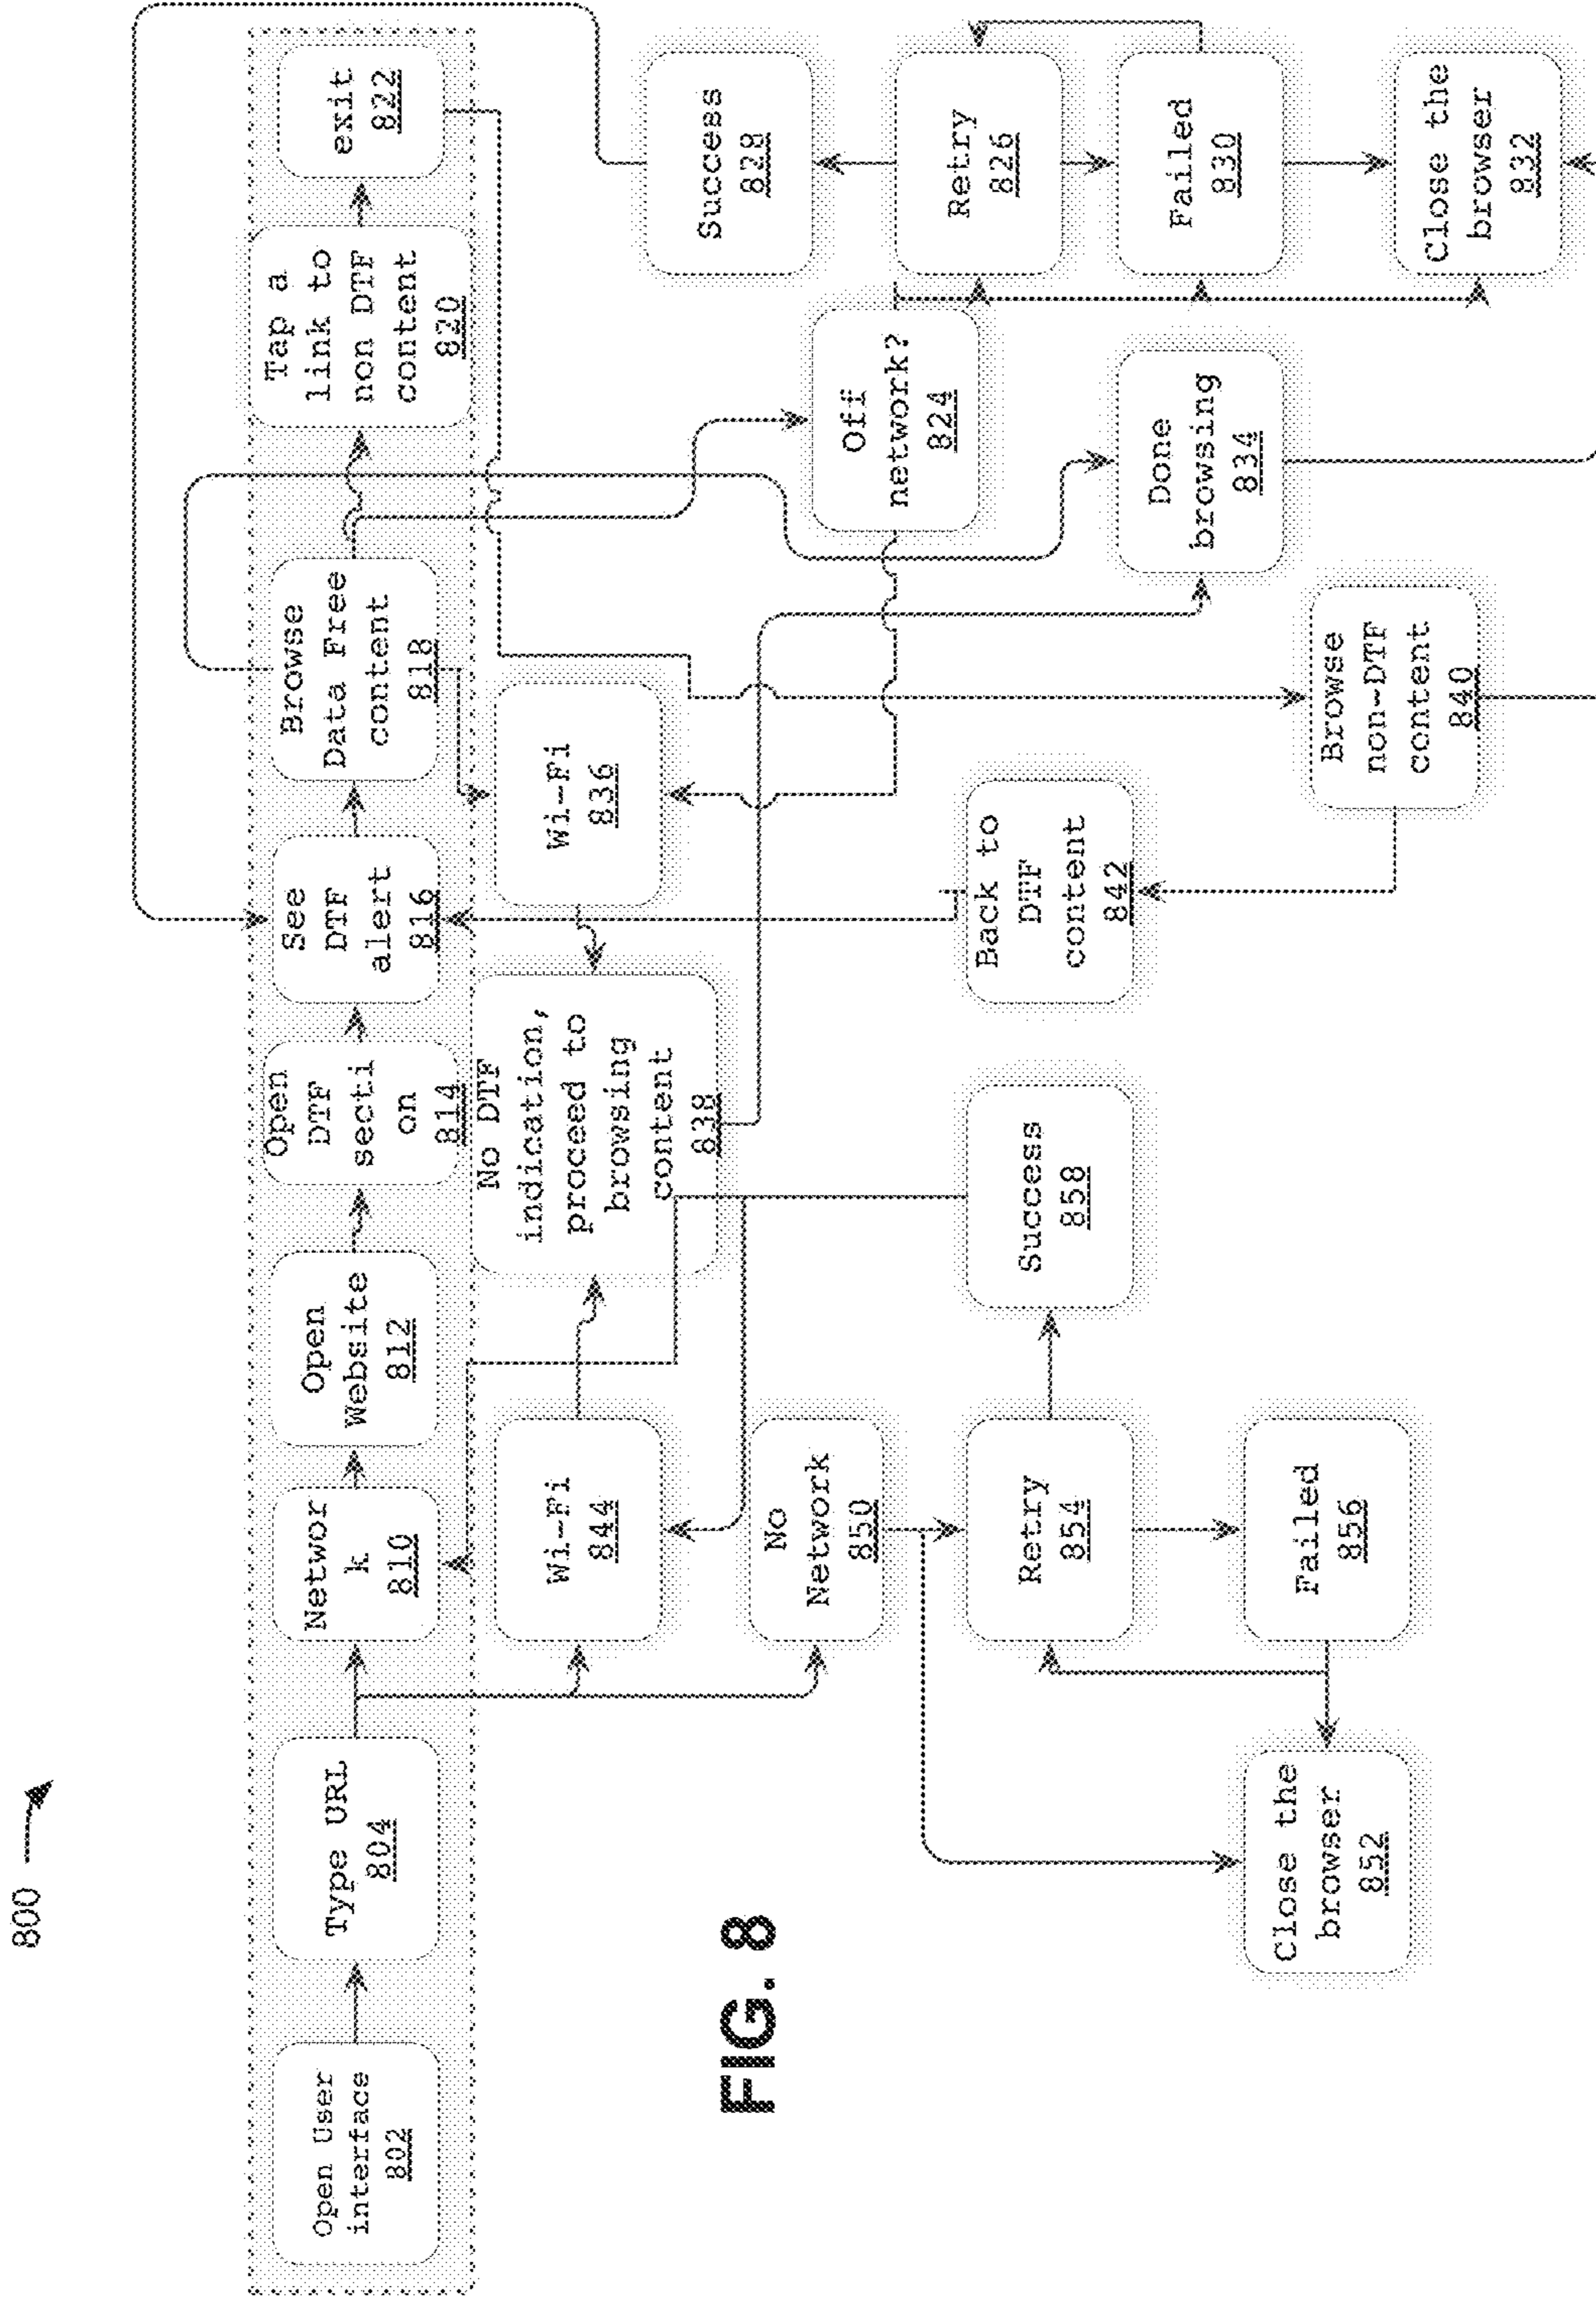 800
Open User
interface
802
Type URL
804
Networ
k
810
Open
Website
812
Open
DTF
secti
on
814
See
DTF
alert
816
Browse
Data Free
content
818
Tap a
link to
non DTF
content
820
exit
822
Wi-Fi
844
No DTF
indication,
proceed to
browsing
content
838
Wi-Fi
836
Success
828
No
Network
850
Off
network?
824
Retry
826
Retry
854
Success
858
Back to
DTF
content
842
Done
browsing
834
Failed
830
Close the
browser
852
Failed
856
Browse
non-DTF
content
840
Close the
browser
832
FIG. 8